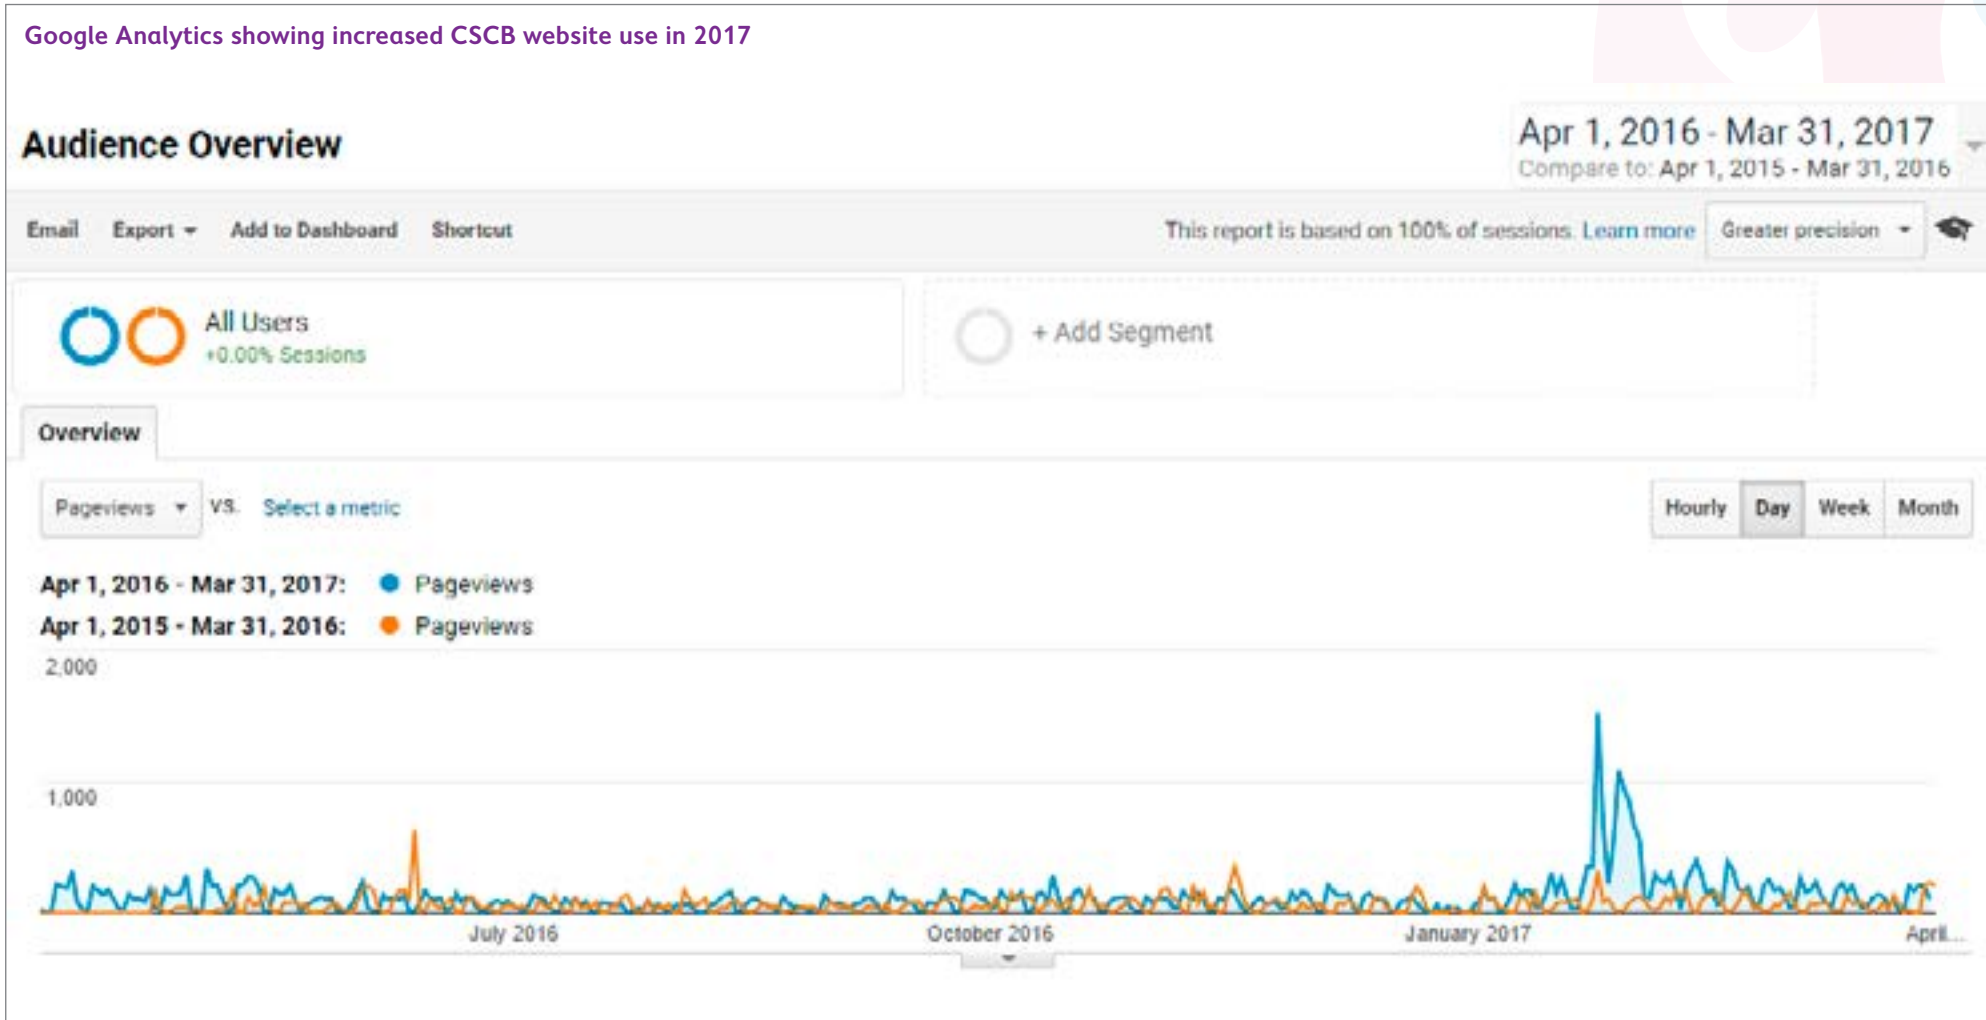 Google Analytics showing increased CSCB website use in 2017
Audience Overview
Apr 1, 2016 - Mar 31, 2017
Compare to: Apr 1, 2015 - Mar 31, 2016
Email Export Add to Dashboard Shortcut
This report is based on 100% of sessions. Learn more Greater precision
All Users
+0.00% Sessions
+ Add Segment
Overview
Pageviews VS. Select a metric
Hourly Day Week Month
Apr 1, 2016 - Mar 31, 2017: Pageviews
Apr 1, 2015 - Mar 31, 2016: Pageviews
2,000
1,000
July 2016 October 2016 January 2017 April...